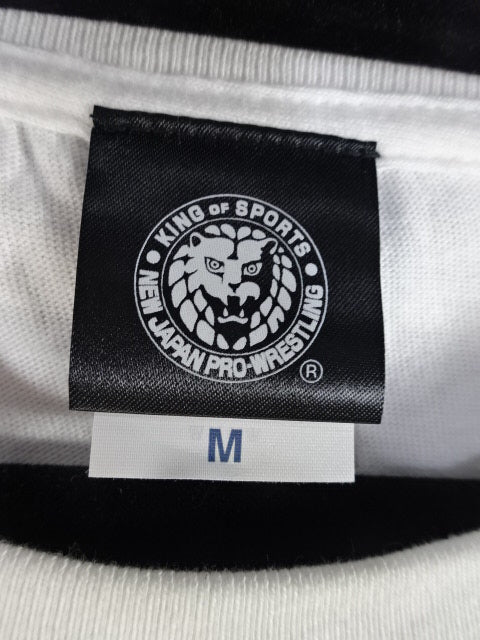 KING OF SPORTS
NEW JAPAN PRO-WRESTLING
®
M